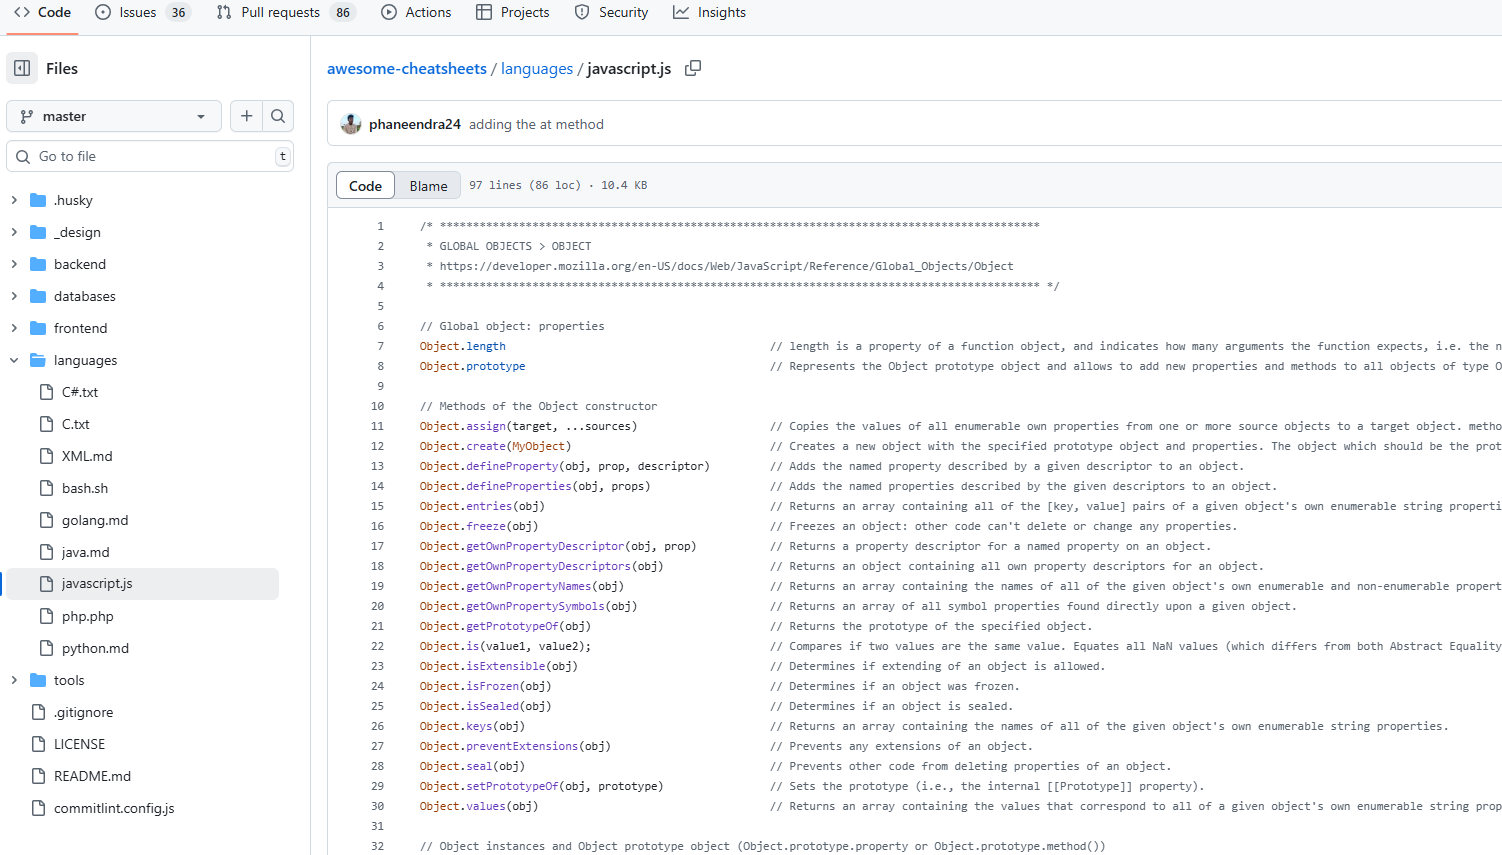 Code Issues 36 Pull requests 86 Actions Projects Security Insights
Files
master
Go to file t
.husky
_design
backend
databases
frontend
languages
C#.txt
C.txt
XML.md
bash.sh
golang.md
java.md
javascript.js
php.php
python.md
tools
.gitignore
LICENSE
README.md
commitlint.config.js
awesome-cheatsheets / languages / javascript.js
phaneendra24 adding the at method
Code Blame 97 lines (86 loc) · 10.4 KB
1 /* *******************************************************************************************
2 * GLOBAL OBJECTS > OBJECT
3 * https://developer.mozilla.org/en-US/docs/Web/JavaScript/Reference/Global_Objects/Object
4 * ******************************************************************************************* */
5
6 // Global object: properties
7 Object.length // length is a property of a function object, and indicates how many arguments the function expects, i.e. the n
8 Object.prototype // Represents the Object prototype object and allows to add new properties and methods to all objects of type O
9
10 // Methods of the Object constructor
11 Object.assign(target, ...sources) // Copies the values of all enumerable own properties from one or more source objects to a target object. metho
12 Object.create(MyObject) // Creates a new object with the specified prototype object and properties. The object which should be the prot
13 Object.defineProperty(obj, prop, descriptor) // Adds the named property described by a given descriptor to an object.
14 Object.defineProperties(obj, props) // Adds the named properties described by the given descriptors to an object.
15 Object.entries(obj) // Returns an array containing all of the [key, value] pairs of a given object's own enumerable string properti
16 Object.freeze(obj) // Freezes an object: other code can't delete or change any properties.
17 Object.getOwnPropertyDescriptor(obj, prop) // Returns a property descriptor for a named property on an object.
18 Object.getOwnPropertyDescriptors(obj) // Returns an object containing all own property descriptors for an object.
19 Object.getOwnPropertyNames(obj) // Returns an array containing the names of all of the given object's own enumerable and non-enumerable propert
20 Object.getOwnPropertySymbols(obj) // Returns an array of all symbol properties found directly upon a given object.
21 Object.getPrototypeOf(obj) // Returns the prototype of the specified object.
22 Object.is(value1, value2); // Compares if two values are the same value. Equates all NaN values (which differs from both Abstract Equality
23 Object.isExtensible(obj) // Determines if extending of an object is allowed.
24 Object.isFrozen(obj) // Determines if an object was frozen.
25 Object.isSealed(obj) // Determines if an object is sealed.
26 Object.keys(obj) // Returns an array containing the names of all of the given object's own enumerable string properties.
27 Object.preventExtensions(obj) // Prevents any extensions of an object.
28 Object.seal(obj) // Prevents other code from deleting properties of an object.
29 Object.setPrototypeOf(obj, prototype) // Sets the prototype (i.e., the internal [[Prototype]] property).
30 Object.values(obj) // Returns an array containing the values that correspond to all of a given object's own enumerable string prop
31
32 // Object instances and Object prototype object (Object.prototype.property or Object.prototype.method())